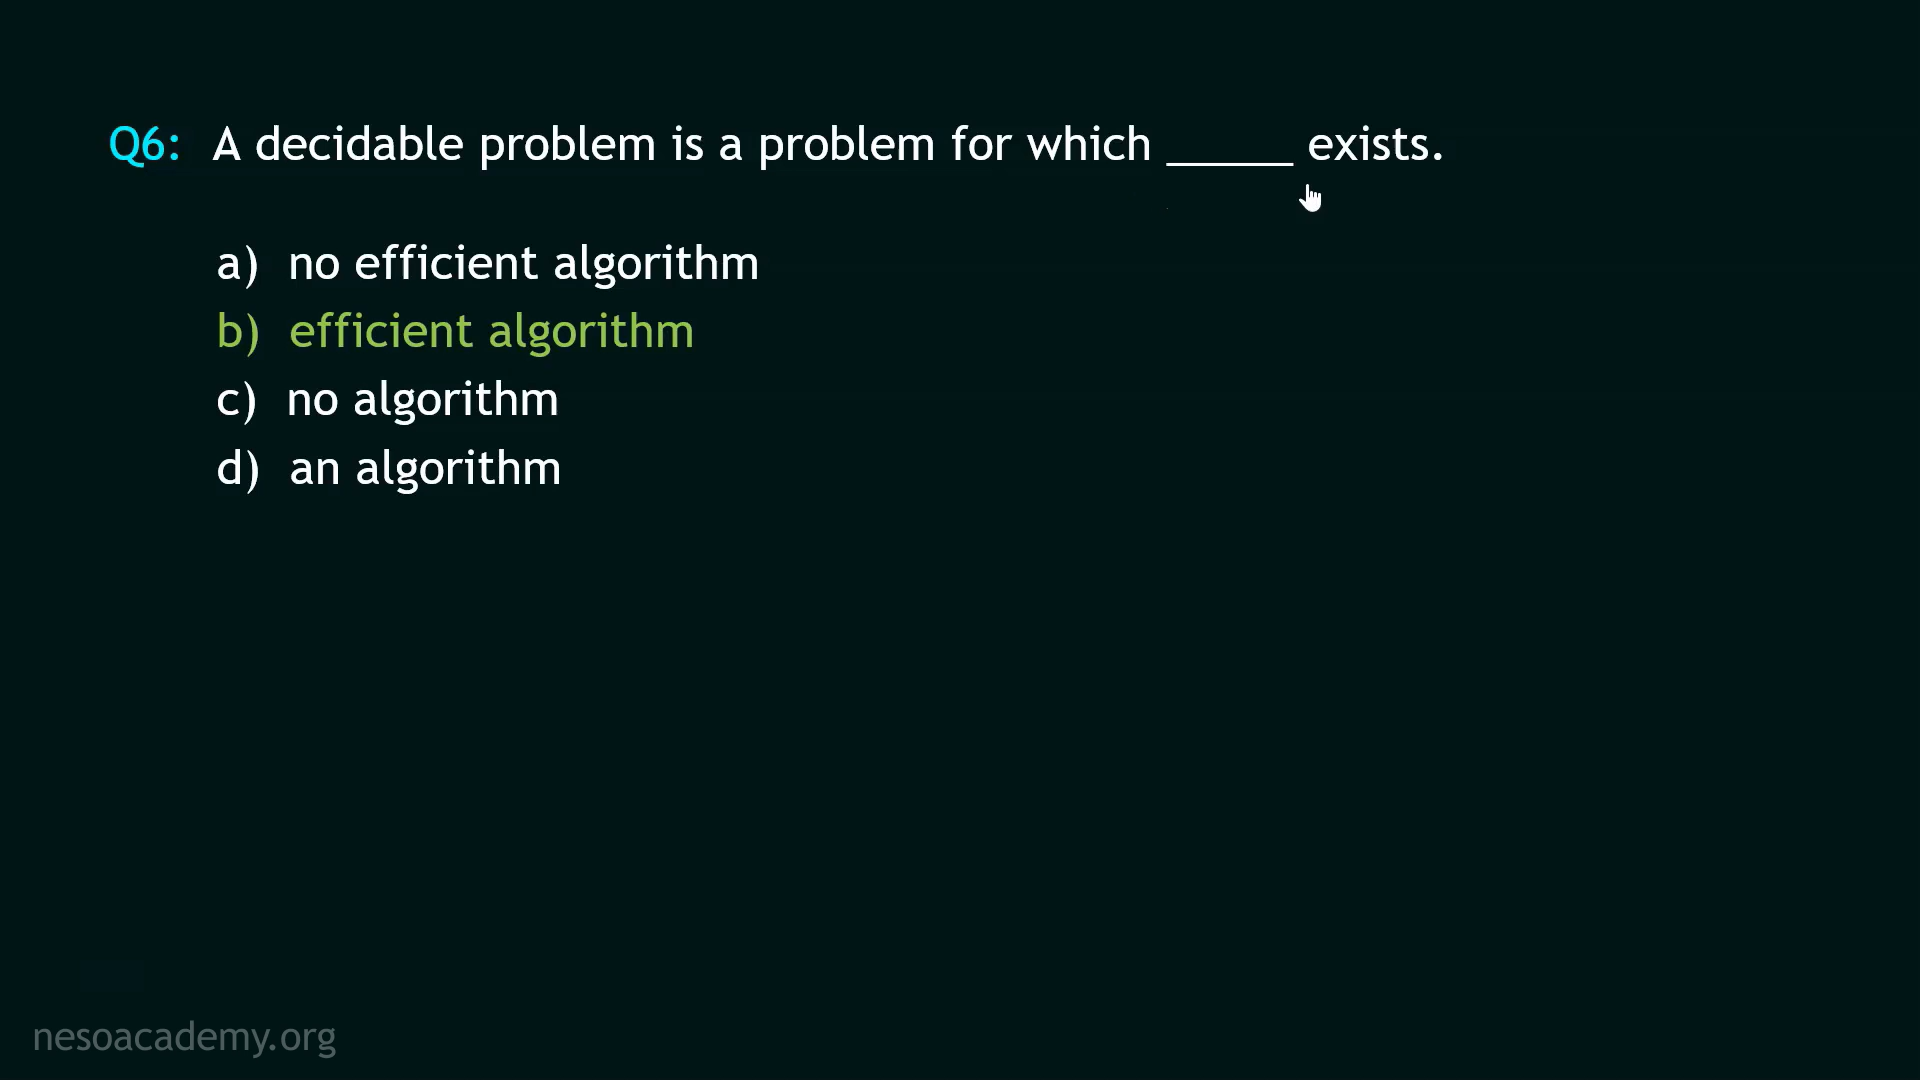 Q6: A decidable problem is a problem for which _____ exists.
a) no efficient algorithm
b) efficient algorithm
c) no algorithm
d) an algorithm
nesoacademy.org